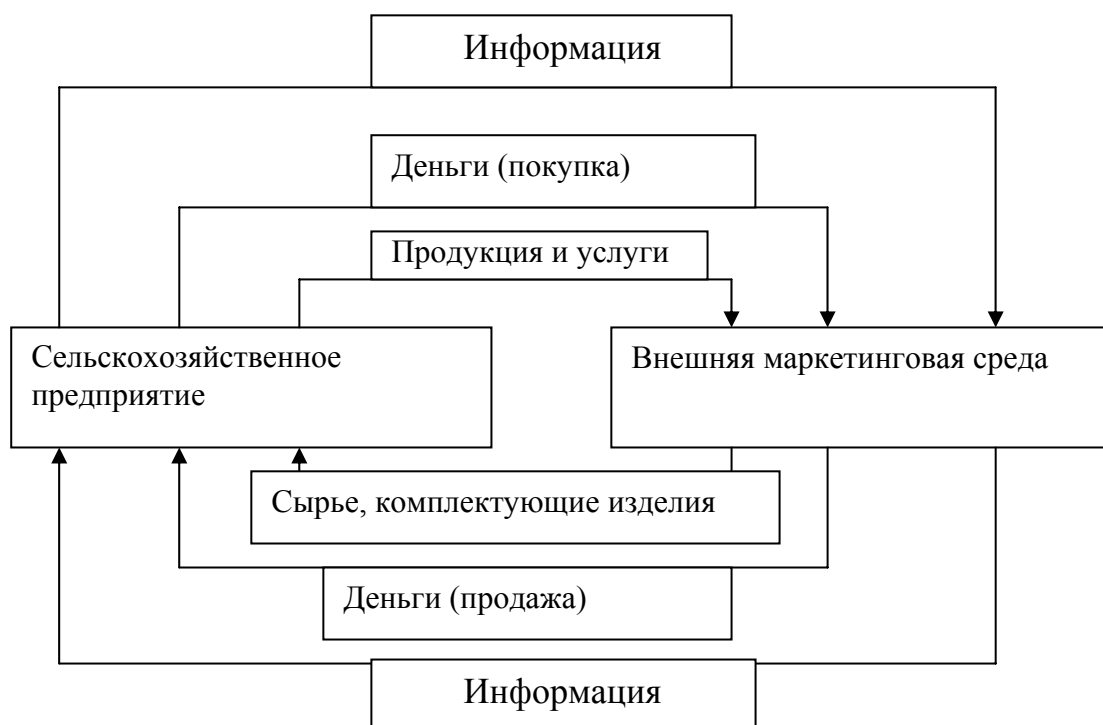 Информация
Деньги (покупка)
Продукция и услуги
Сельскохозяйственное
предприятие
Внешняя маркетинговая среда
Сырье, комплектующие изделия
Деньги (продажа)
Информация